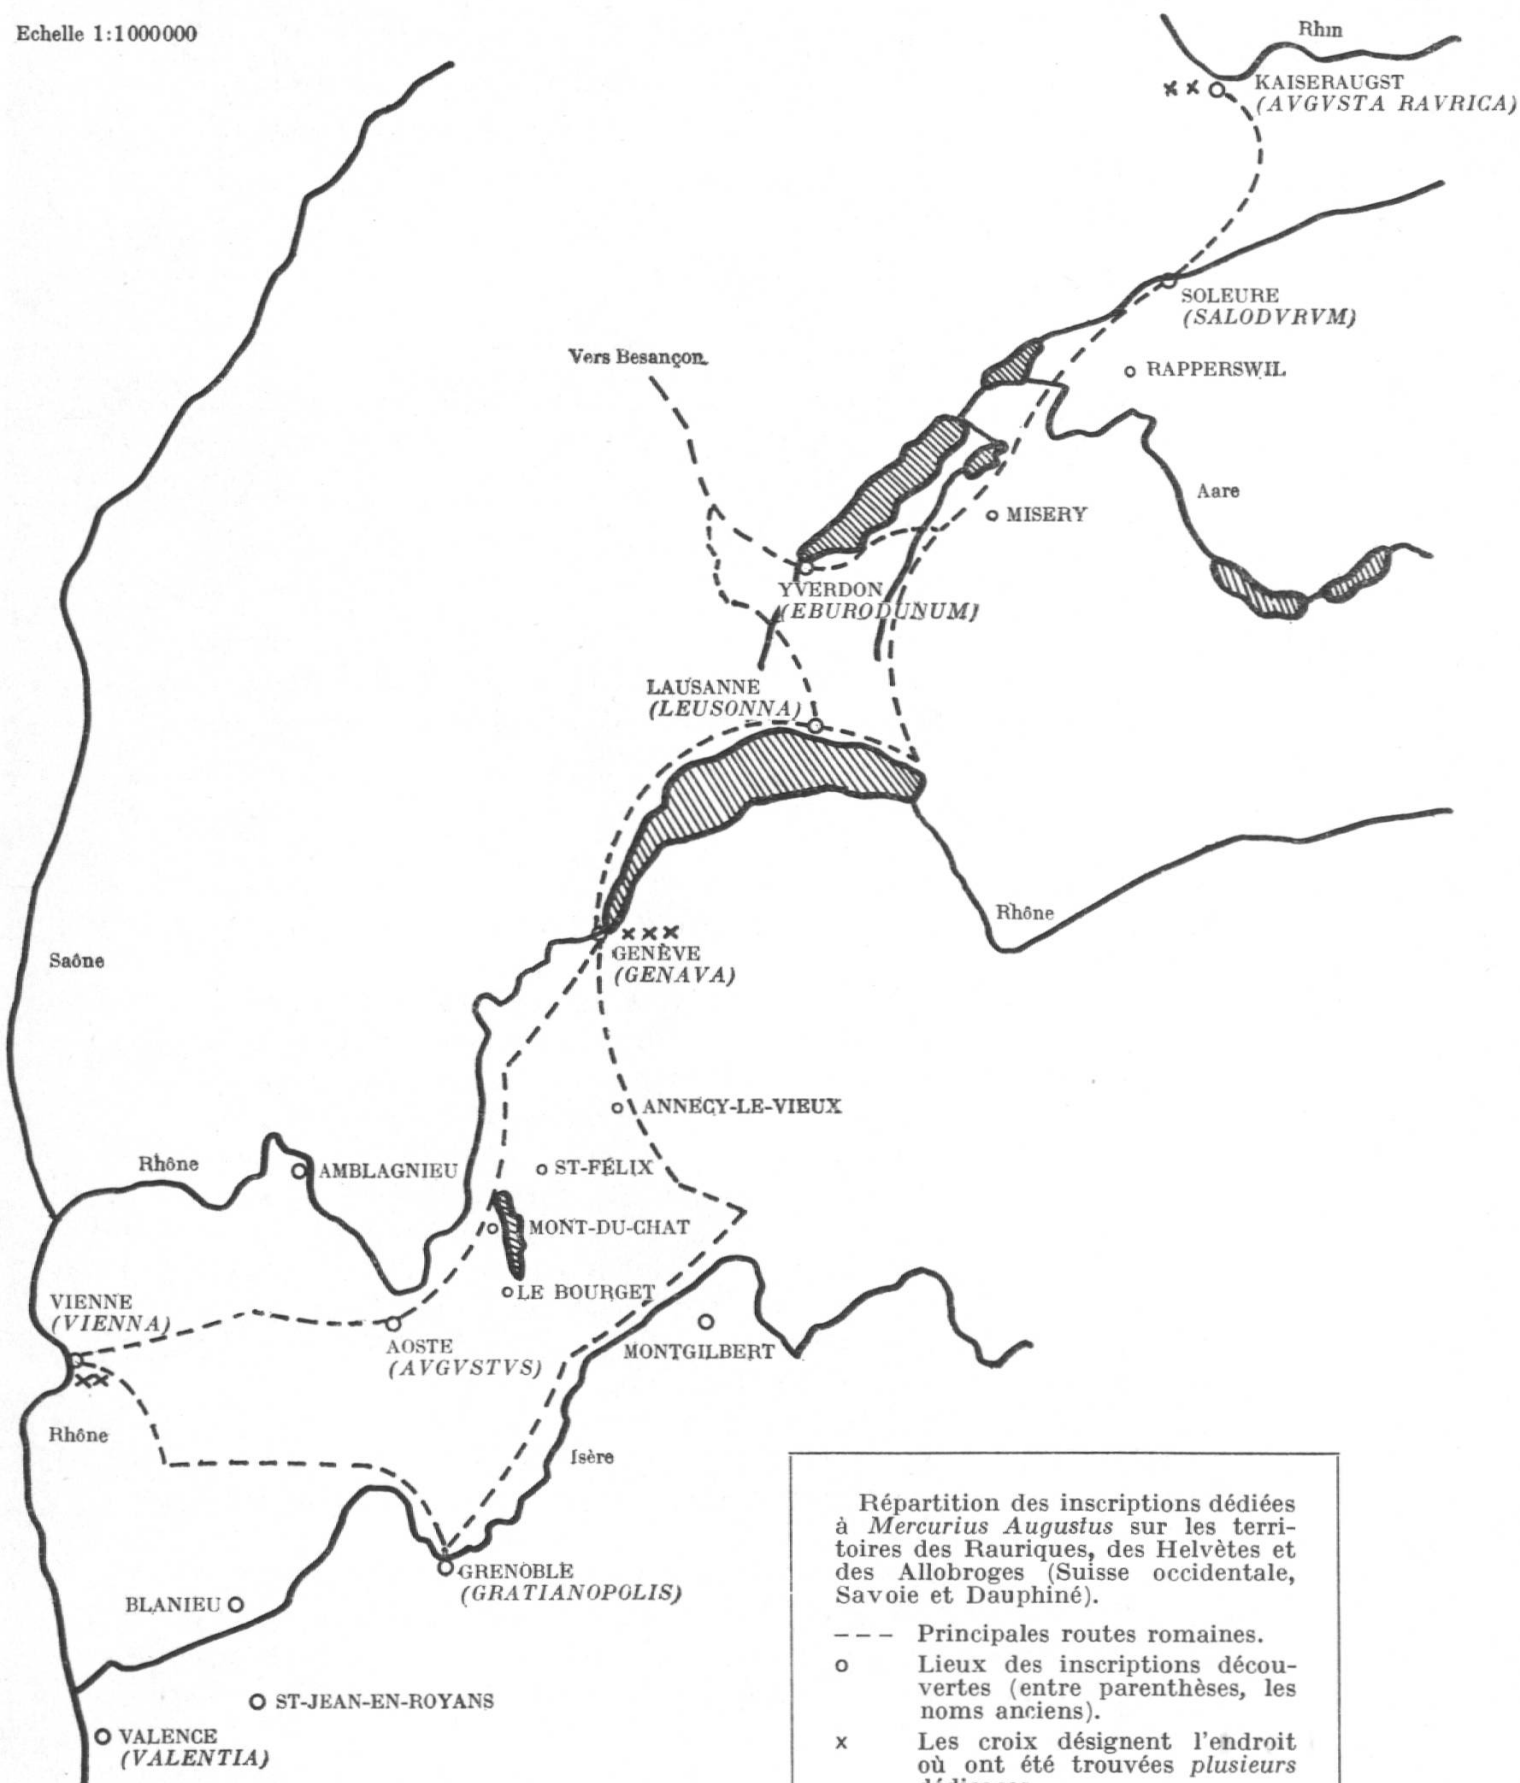 Echelle 1:1000000
Rhin
KAISERAUGST
(AVGVSTA RAVRICA)
SOLEURE
(SALODVRVM)
Vers Besançon
RAPPERSWIL
Aare
MISERY
YVERDON
(EBURODUNUM)
LAUSANNE
(LEUSONNA)
Rhône
Saône
GENÈVE
(GENAVA)
ANNECY-LE-VIEUX
Rhône
AMBLAGNIEU
ST-FÉLIX
MONT-DU-CHAT
LE BOURGET
VIENNE
(VIENNA)
AOSTE
(AVGVSTVS)
MONTGILBERT
Rhône
Isère
GRENOBLE
(GRATIANOPOLIS)
BLANIEU
ST-JEAN-EN-ROYANS
VALENCE
(VALENTIA)
Répartition des inscriptions dédiées
à Mercurius Augustus sur les terri-
toires des Rauriques, des Helvètes et
des Allobroges (Suisse occidentale,
Savoie et Dauphiné).
--- Principales routes romaines.
o Lieux des inscriptions décou-
vertes (entre parenthèses, les
noms anciens).
x Les croix désignent l'endroit
où ont été trouvées plusieurs